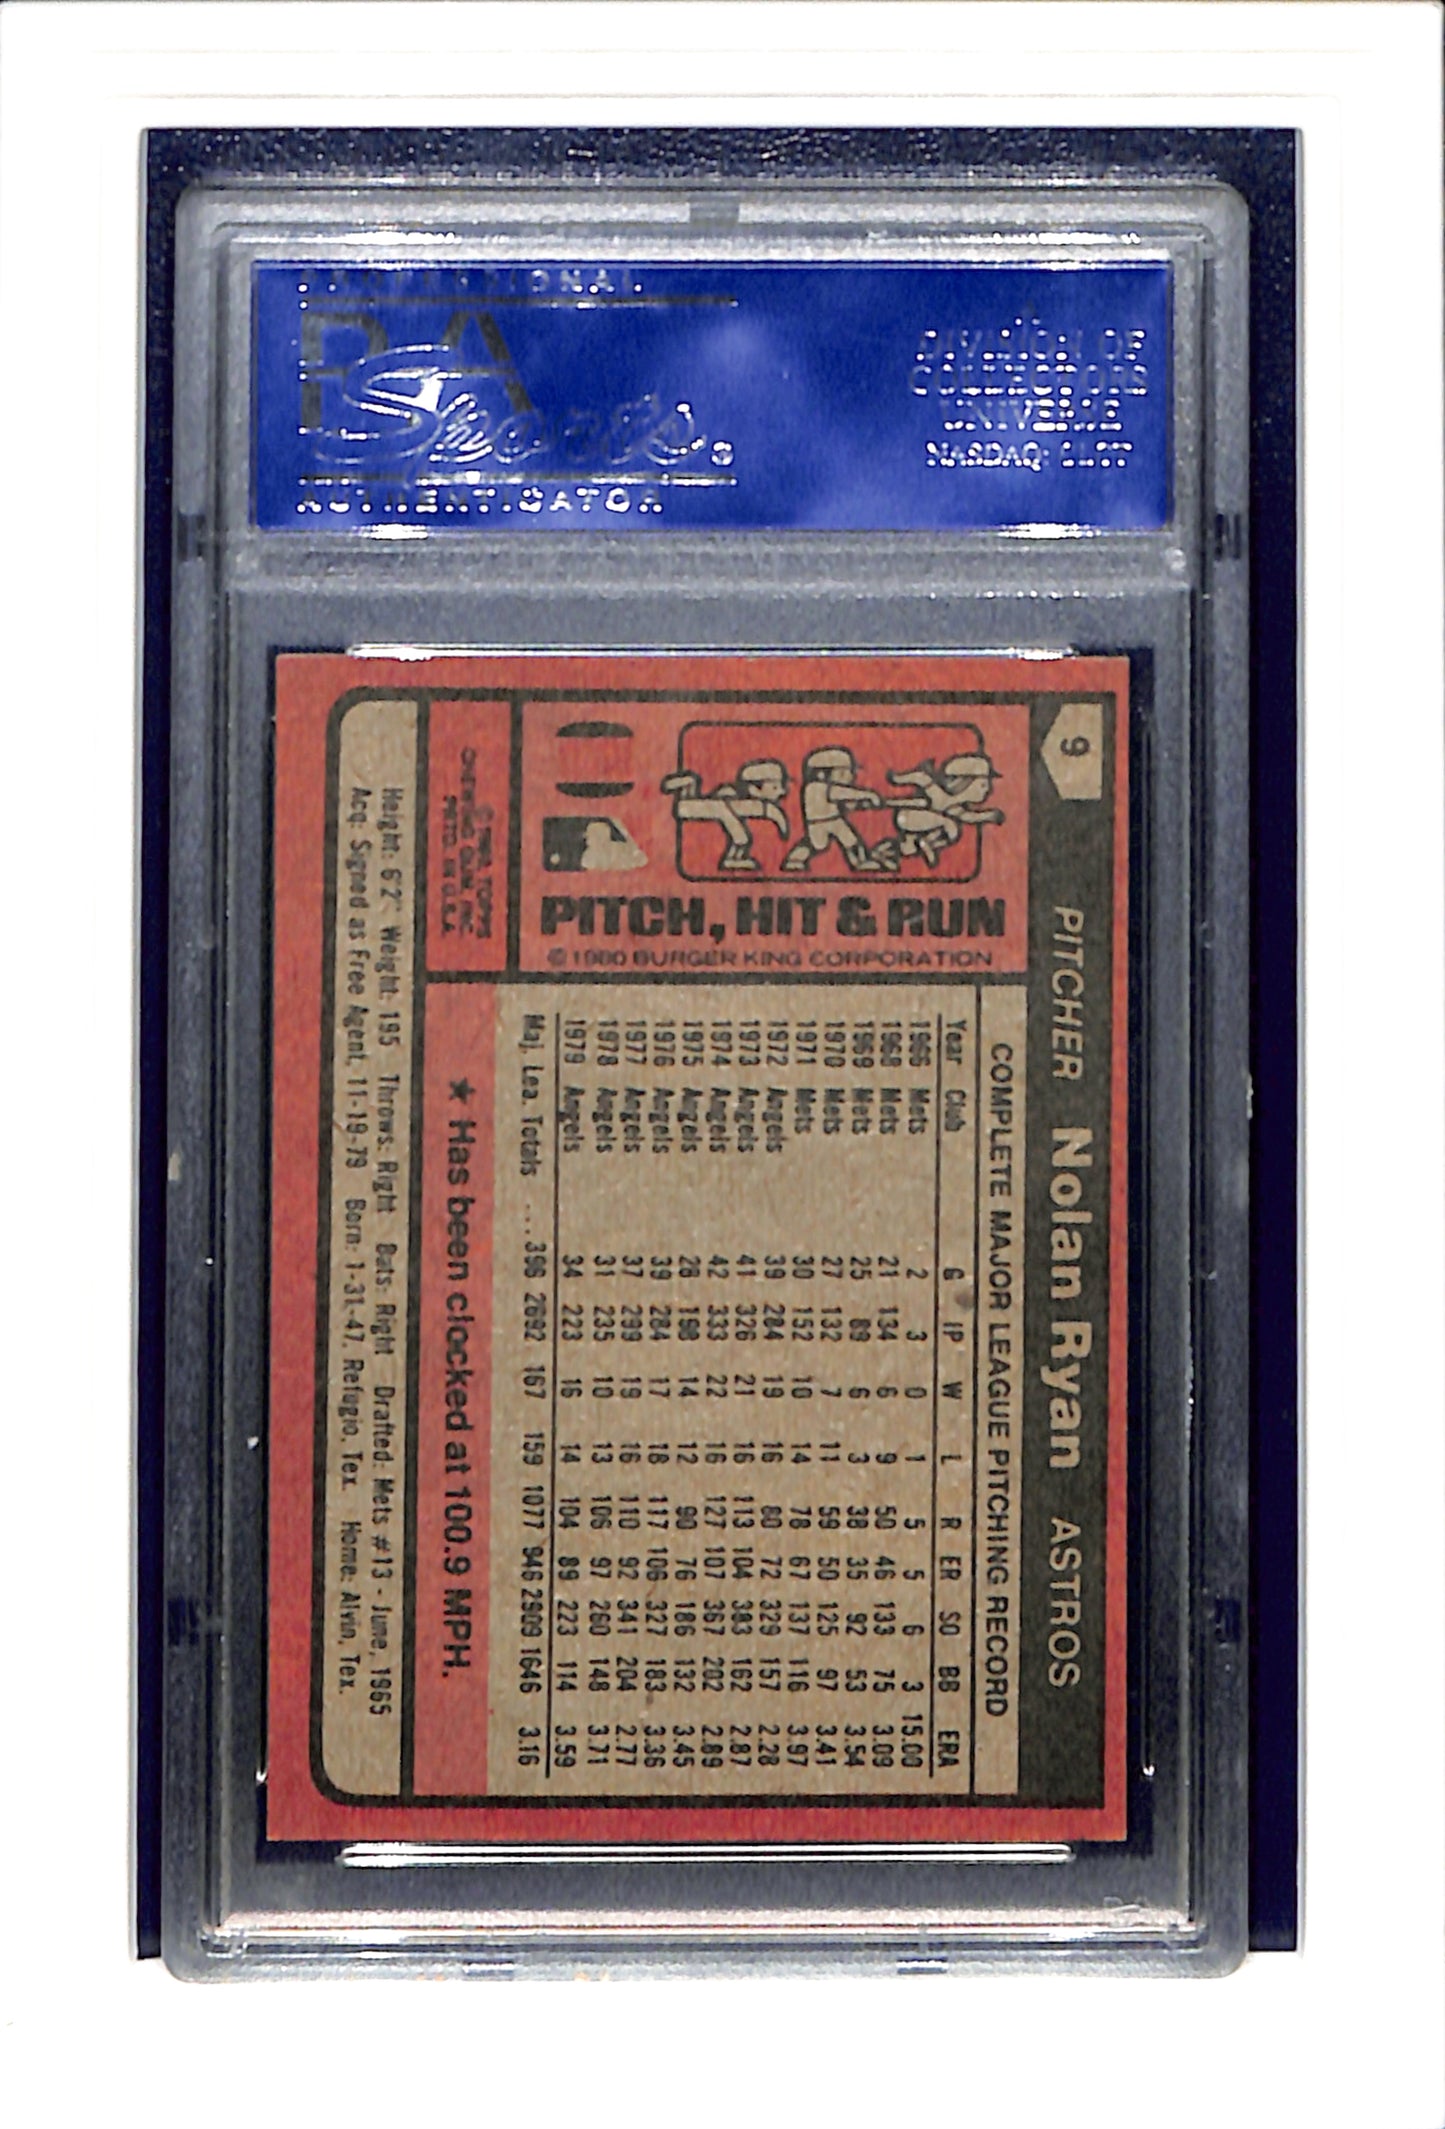 PROFESSIONAL
PSA
Sports
AUTHENTICATOR
DIVISION OF
COLLECTORS
UNIVERSE
NASDAQ: CLCT
9 PITCHER Nolan Ryan ASTROS
PITCH, HIT & RUN
© 1980 BURGER KING CORPORATION
© 1980 TOPPS
CHEWING GUM, INC.
PRTD. IN U.S.A.
COMPLETE MAJOR LEAGUE PITCHING RECORD
Year Club G IP W L R ER SO BB ERA
1966 Mets 2 3 0 1 5 5 6 3 15.00
1968 Mets 21 134 6 9 50 46 133 75 3.09
1969 Mets 25 89 6 3 38 35 92 53 3.54
1970 Mets 27 132 7 11 59 50 125 97 3.41
1971 Mets 30 152 10 14 78 67 137 116 3.97
1972 Angels 39 284 19 16 80 72 329 157 2.28
1973 Angels 41 326 21 16 113 104 383 162 2.87
1974 Angels 42 333 22 16 127 107 367 202 2.89
1975 Angels 28 198 14 12 90 76 186 132 3.45
1976 Angels 39 284 17 18 117 106 327 183 3.36
1977 Angels 37 299 19 16 110 92 341 204 2.77
1978 Angels 31 235 10 13 106 97 260 148 3.71
1979 Angels 34 223 16 14 104 89 223 114 3.59
Maj. Lea. Totals ....396 2692 167 159 1077 946 2909 1646 3.16
★ Has been clocked at 100.9 MPH.
Height: 6'2" Weight: 195 Throws: Right Bats: Right Drafted: Mets #13 - June, 1965
Acq: Signed as Free Agent, 11-19-79 Born: 1-31-47, Refugio, Tex. Home: Alvin, Tex.